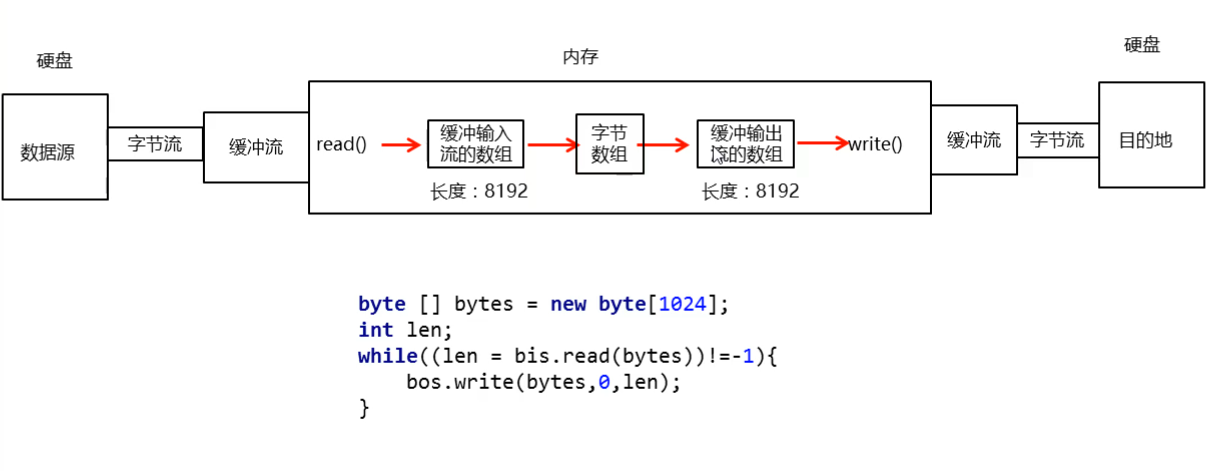 硬盘
内存
硬盘
数据源
字节流
缓冲流
read()
缓冲输入
流的数组
长度：8192
字节
数组
缓冲输出
流的数组
长度：8192
write()
缓冲流
字节流
目的地
byte [] bytes = new byte[1024];
int len;
while((len = bis.read(bytes))!=-1){
    bos.write(bytes,0,len);
}